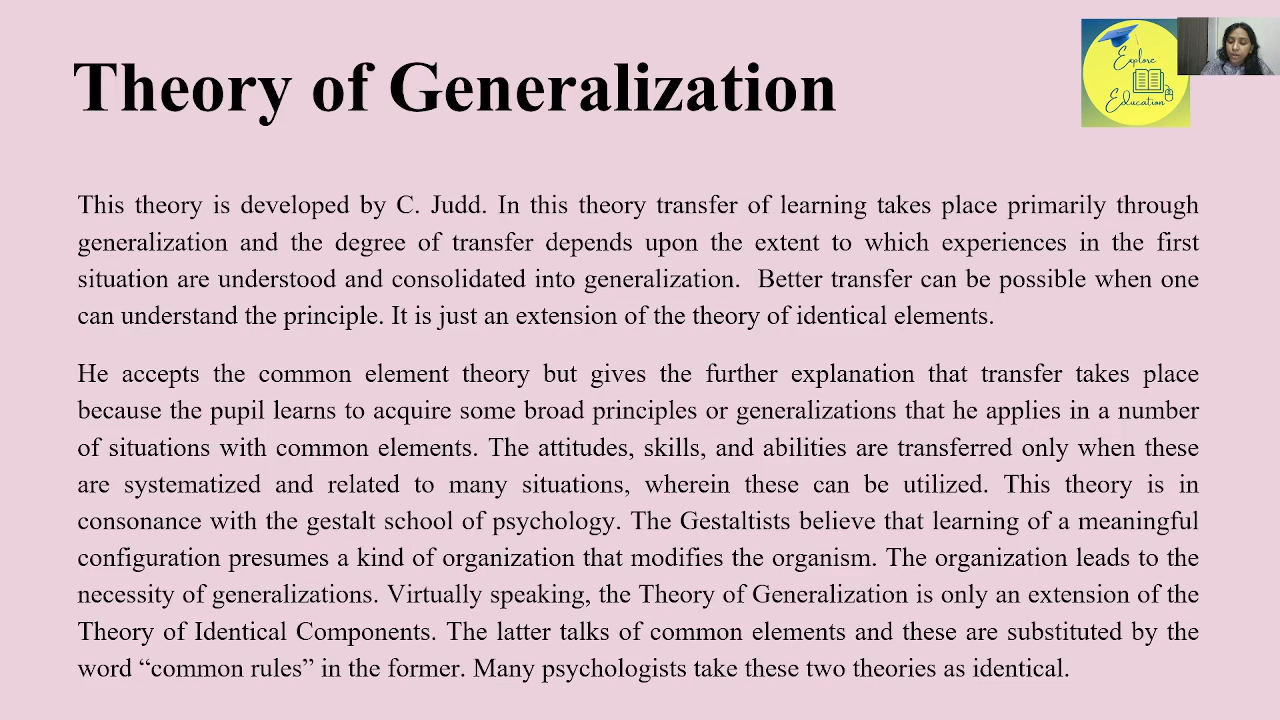 Theory of Generalization
Explore
Education
This theory is developed by C. Judd. In this theory transfer of learning takes place primarily through
generalization and the degree of transfer depends upon the extent to which experiences in the first
situation are understood and consolidated into generalization.  Better transfer can be possible when one
can understand the principle. It is just an extension of the theory of identical elements.
He accepts the common element theory but gives the further explanation that transfer takes place
because the pupil learns to acquire some broad principles or generalizations that he applies in a number
of situations with common elements. The attitudes, skills, and abilities are transferred only when these
are systematized and related to many situations, wherein these can be utilized. This theory is in
consonance with the gestalt school of psychology. The Gestaltists believe that learning of a meaningful
configuration presumes a kind of organization that modifies the organism. The organization leads to the
necessity of generalizations. Virtually speaking, the Theory of Generalization is only an extension of the
Theory of Identical Components. The latter talks of common elements and these are substituted by the
word “common rules” in the former. Many psychologists take these two theories as identical.